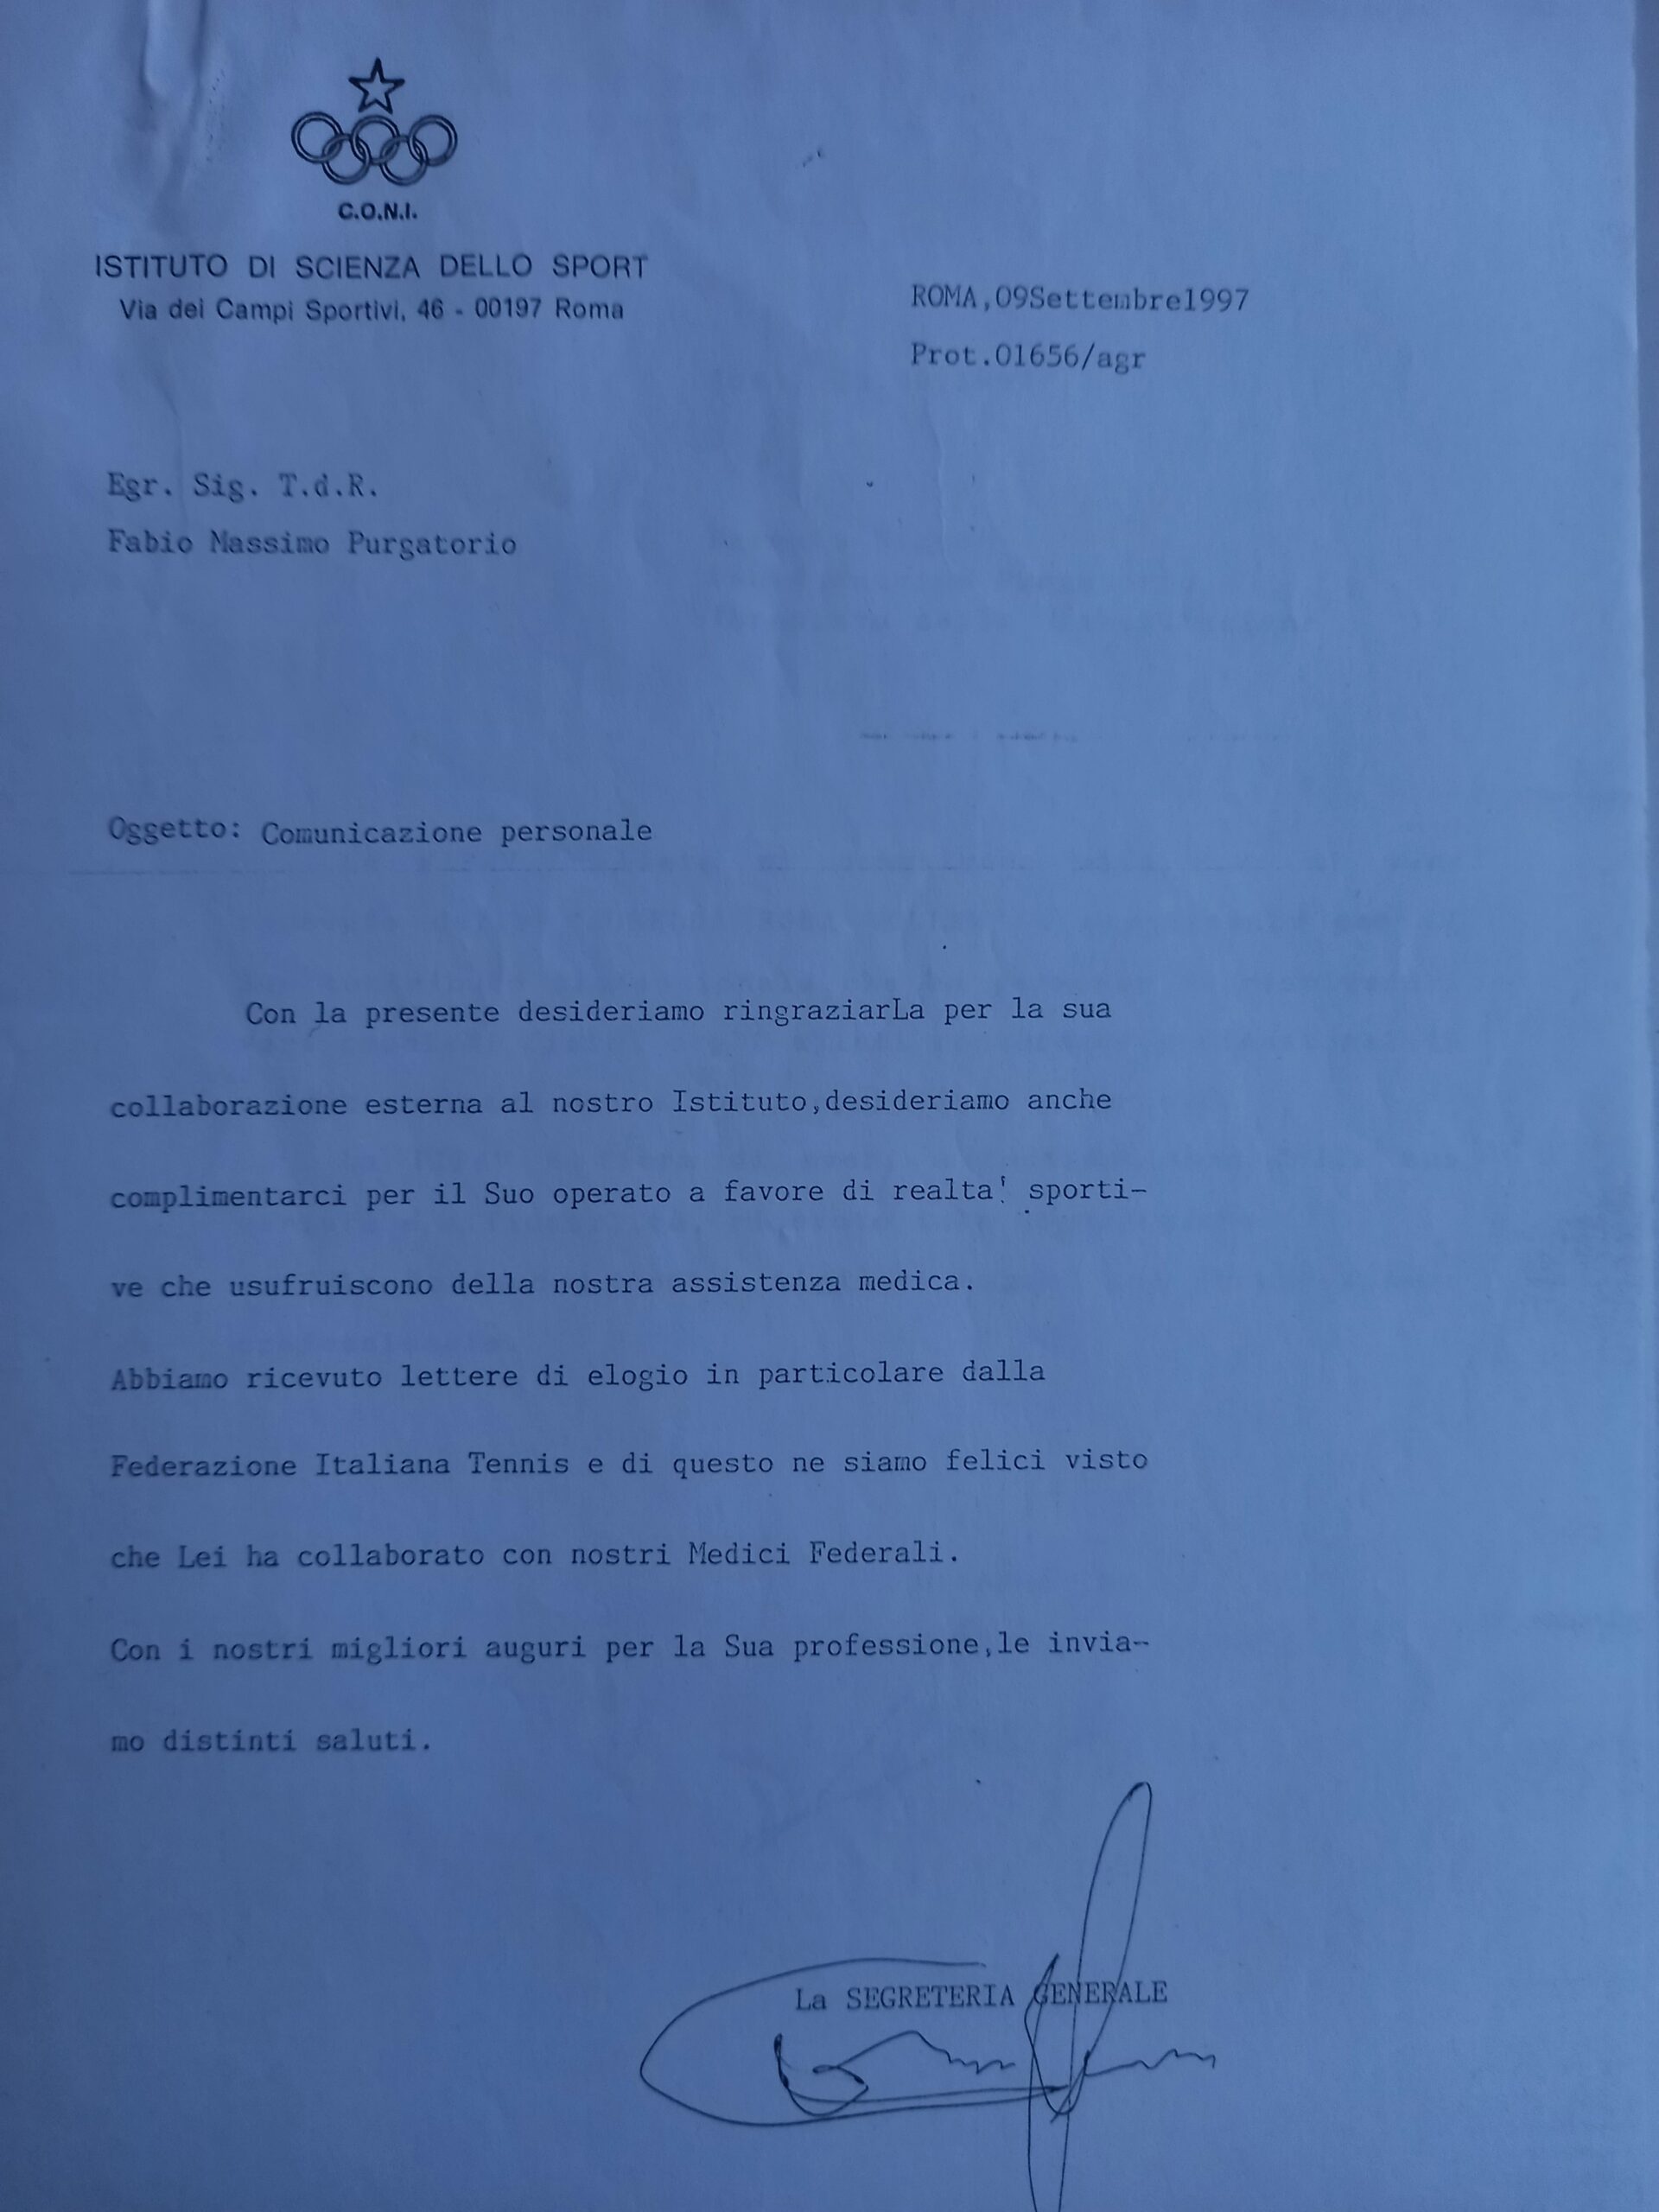 C.O.N.I.
ISTITUTO DI SCIENZA DELLO SPORT
Via dei Campi Sportivi, 46 - 00197 Roma
ROMA,09Settembre1997
Prot.01656/agr
Egr. Sig. T.d.R.
Fabio Massimo Purgatorio
Oggetto: Comunicazione personale
Con la presente desideriamo ringraziarLa per la sua
collaborazione esterna al nostro Istituto,desideriamo anche
complimentarci per il Suo operato a favore di realta' sporti-
ve che usufruiscono della nostra assistenza medica.
Abbiamo ricevuto lettere di elogio in particolare dalla
Federazione Italiana Tennis e di questo ne siamo felici visto
che Lei ha collaborato con nostri Medici Federali.
Con i nostri migliori auguri per la Sua professione,le invia-
mo distinti saluti.
La SEGRETERIA GENERALE